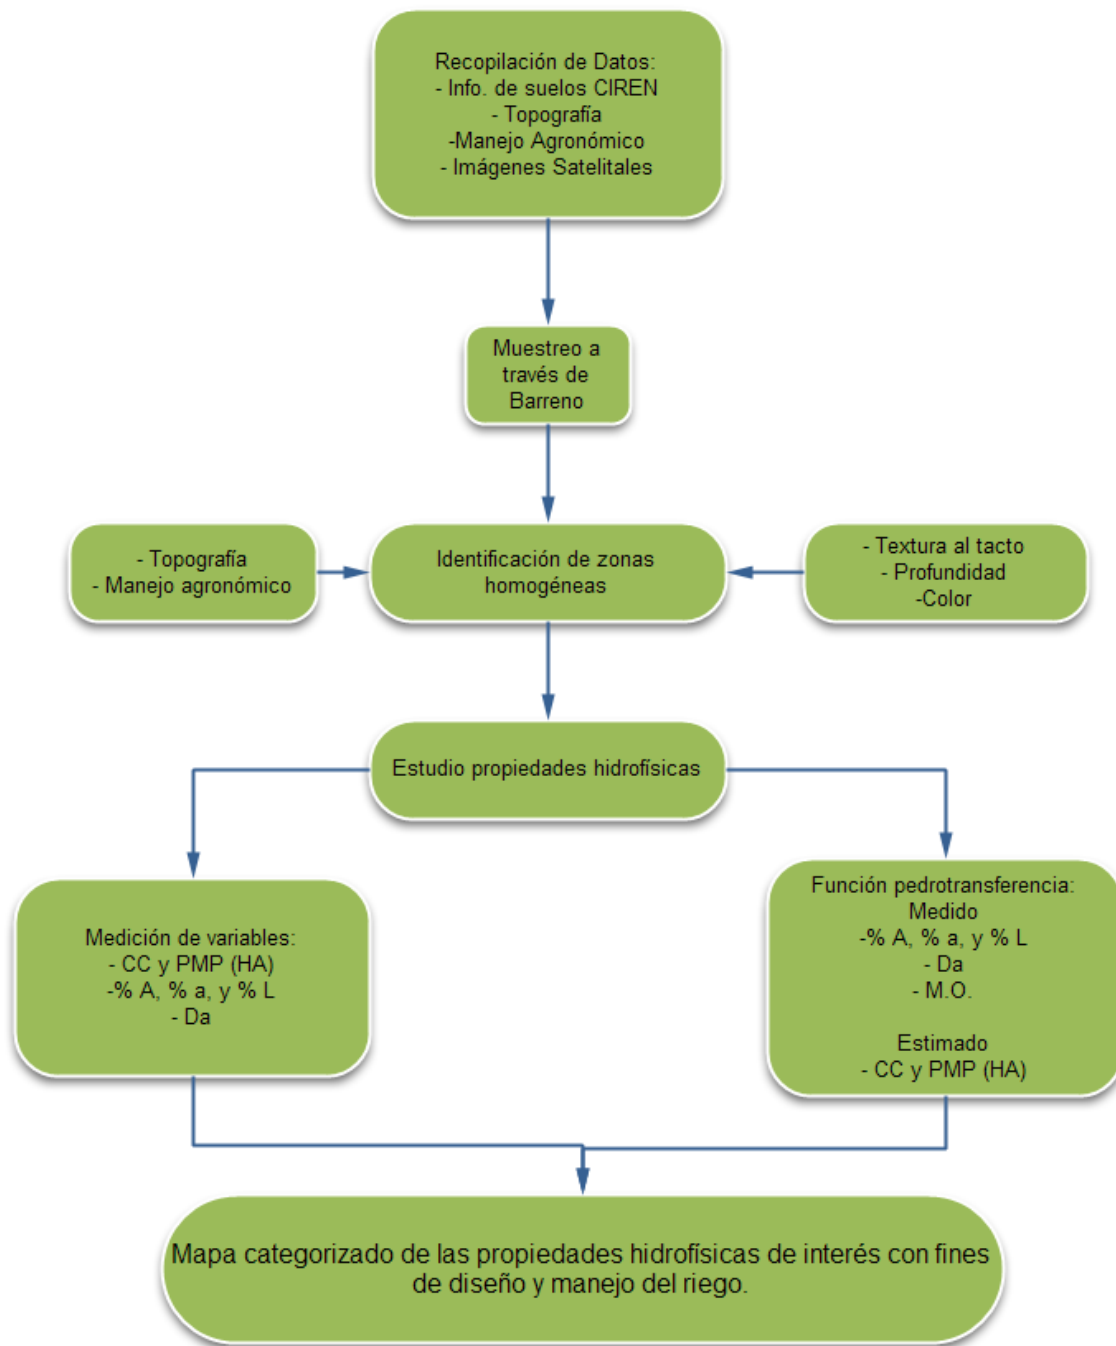 Recopilación de Datos:
- Info. de suelos CIREN
- Topografía
-Manejo Agronómico
- Imágenes Satelitales
Muestreo a
través de
Barreno
- Topografía
- Manejo agronómico
Identificación de zonas
homogéneas
- Textura al tacto
- Profundidad
-Color
Estudio propiedades hidrofísicas
Medición de variables:
- CC y PMP (HA)
-% A, % a, y % L
- Da
Función pedrotransferencia:
Medido
-% A, % a, y % L
- Da
- M.O.
Estimado
- CC y PMP (HA)
Mapa categorizado de las propiedades hidrofísicas de interés con fines
de diseño y manejo del riego.